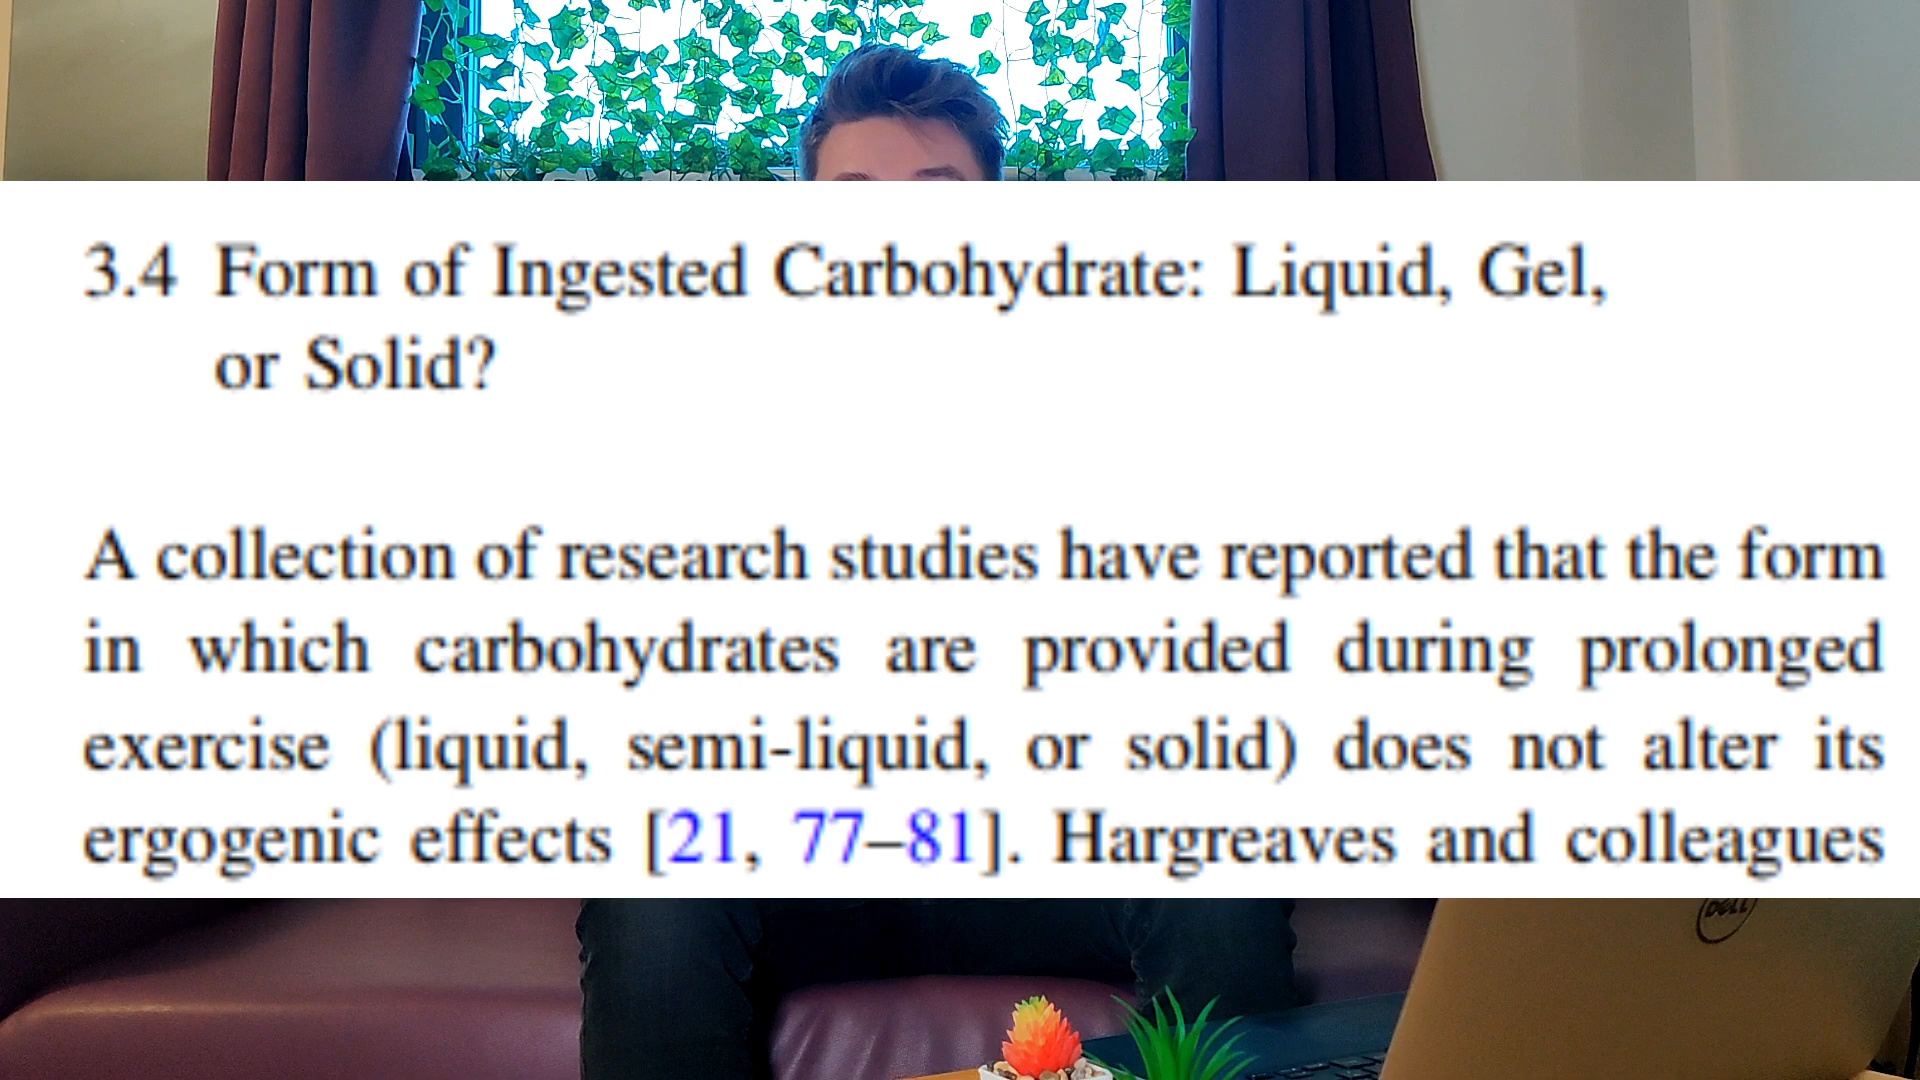 3.4 Form of Ingested Carbohydrate: Liquid, Gel,
or Solid?
A collection of research studies have reported that the form
in which carbohydrates are provided during prolonged
exercise (liquid, semi-liquid, or solid) does not alter its
ergogenic effects [21, 77–81]. Hargreaves and colleagues
DELL